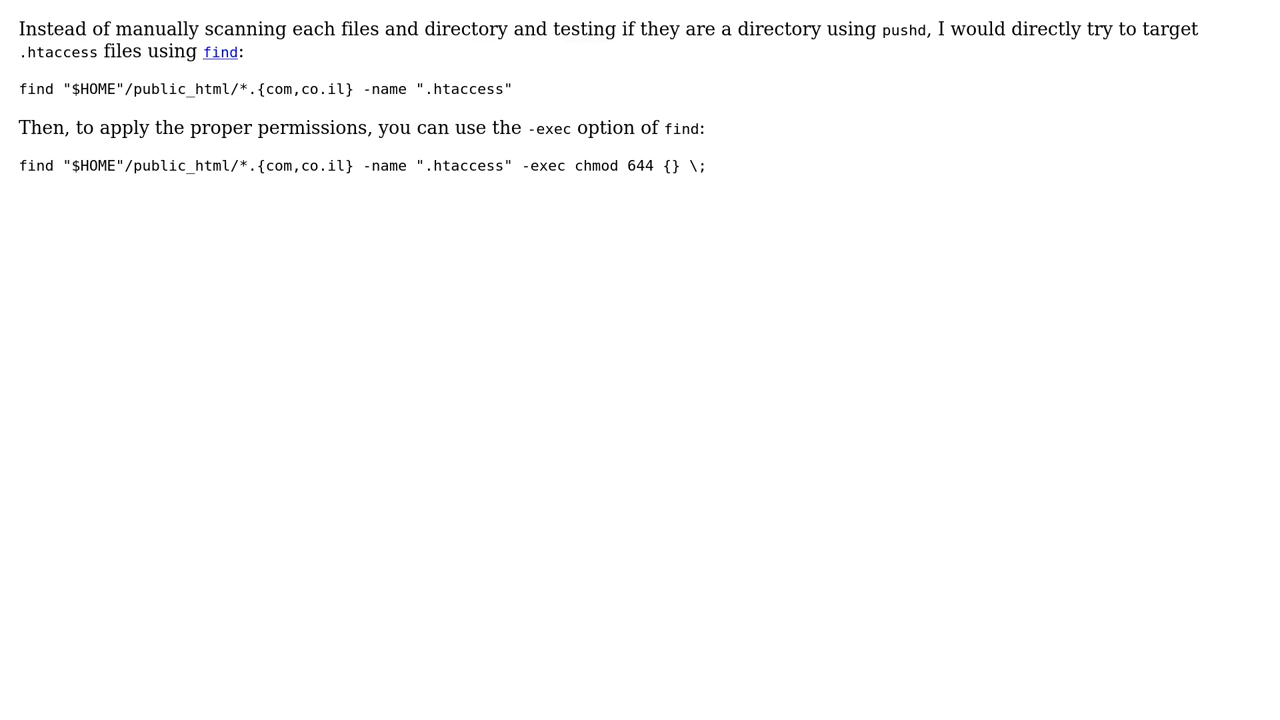 Instead of manually scanning each files and directory and testing if they are a directory using pushd, I would directly try to target
.htaccess files using find:
find "$HOME"/public_html/*.{com,co.il} -name ".htaccess"
Then, to apply the proper permissions, you can use the -exec option of find:
find "$HOME"/public_html/*.{com,co.il} -name ".htaccess" -exec chmod 644 {} \;